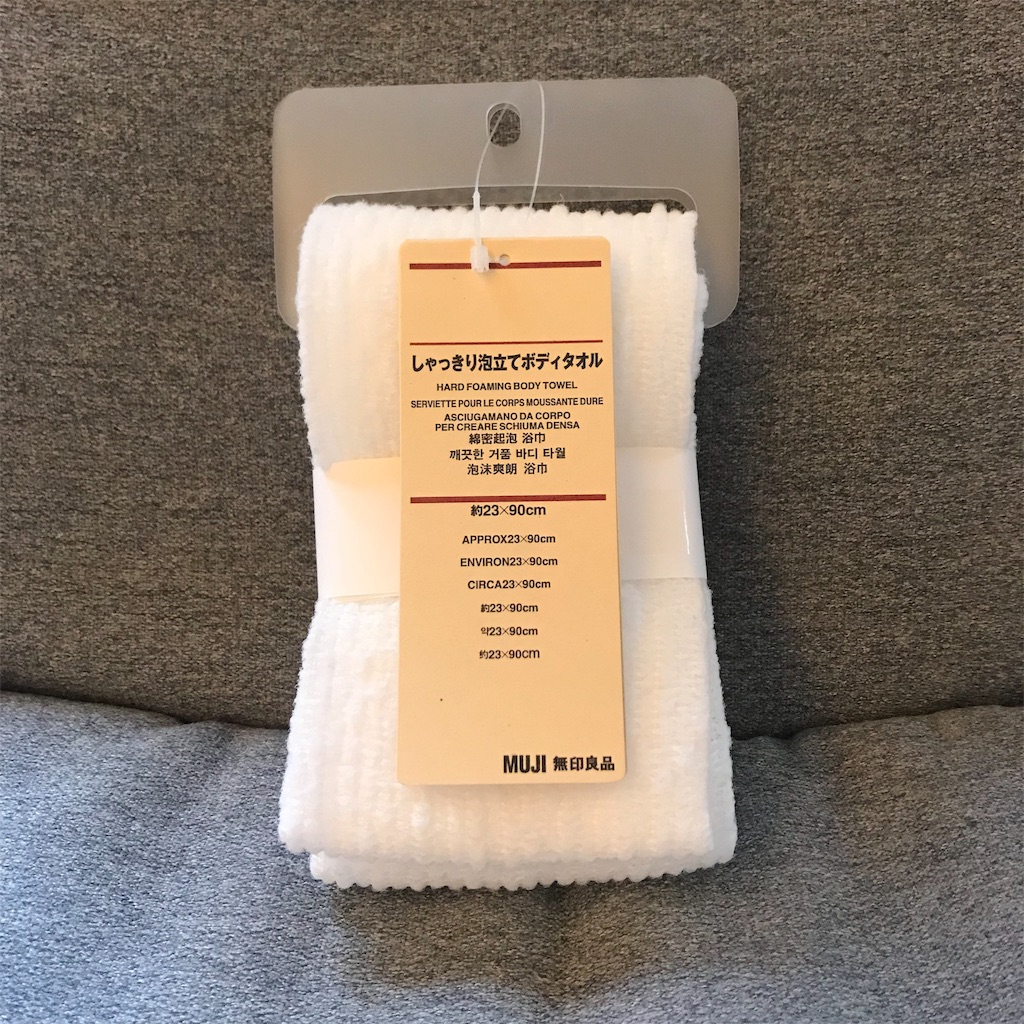 しゃっきり泡立てボディタオル
HARD FOAMING BODY TOWEL
SERVIETTE POUR LE CORPS MOUSSANTE DURE
ASCIUGAMANO DA CORPO
PER CREARE SCHIUMA DENSA
綿密起泡 浴巾
깨끗한 거품 바디 타월
泡沫爽朗 浴巾
約23×90cm
APPROX23×90cm
ENVIRON23×90cm
CIRCA23×90cm
約23×90cm
약23×90cm
约23×90cm
MUJI 無印良品